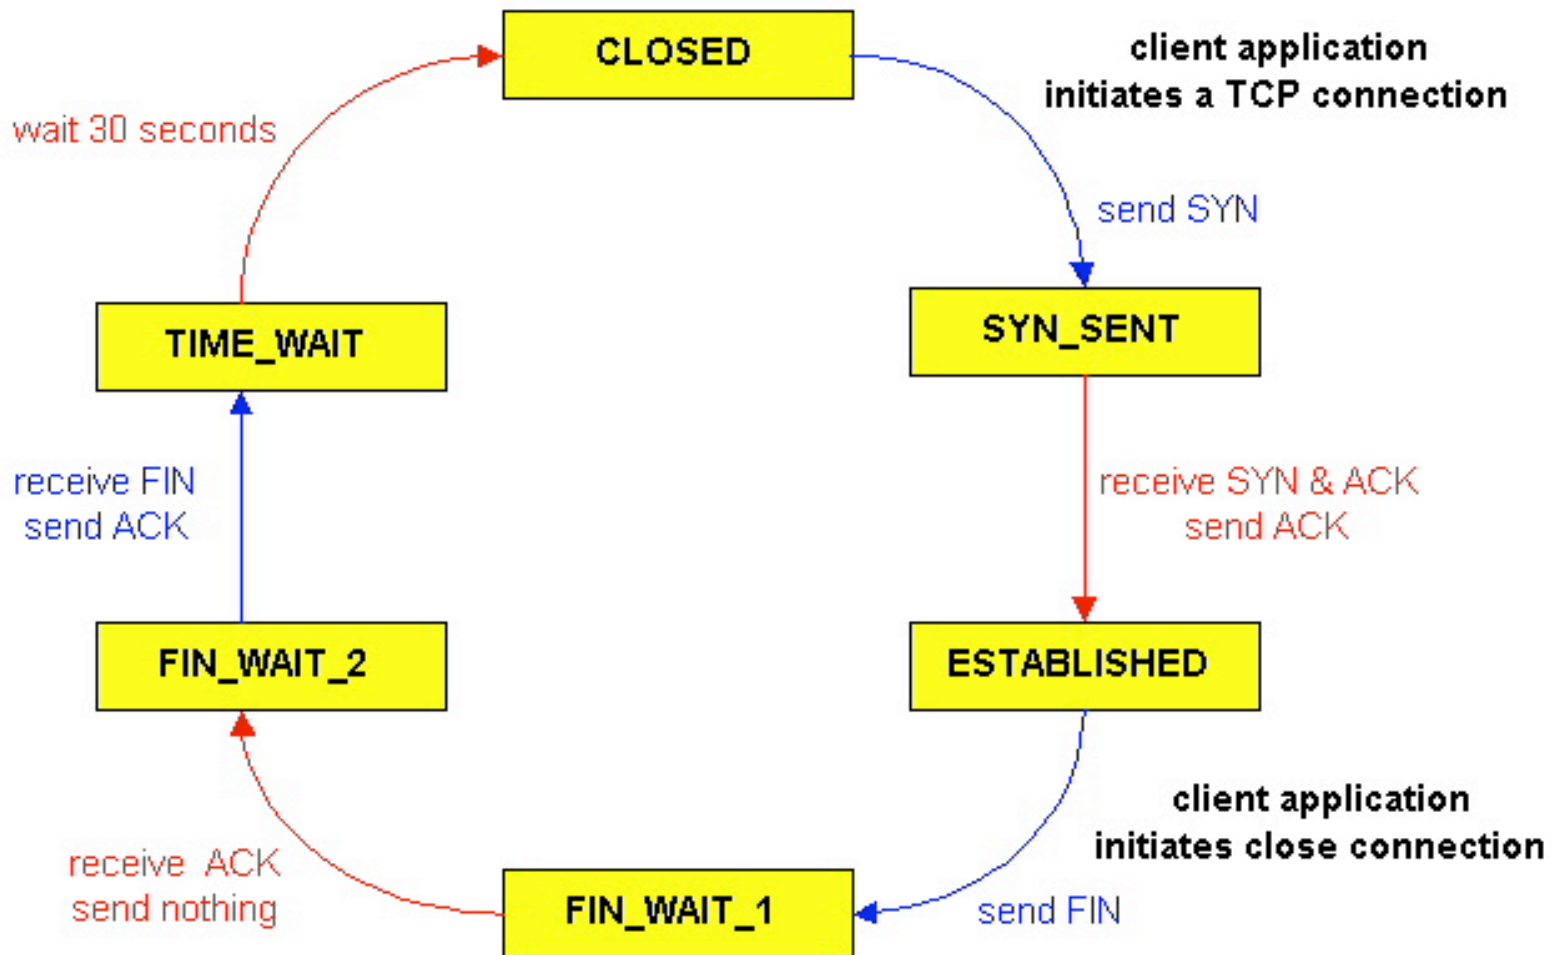 CLOSED
client application
initiates a TCP connection
wait 30 seconds
send SYN
TIME_WAIT
SYN_SENT
receive FIN
send ACK
receive SYN & ACK
send ACK
FIN_WAIT_2
ESTABLISHED
client application
initiates close connection
receive ACK
send nothing
FIN_WAIT_1
send FIN